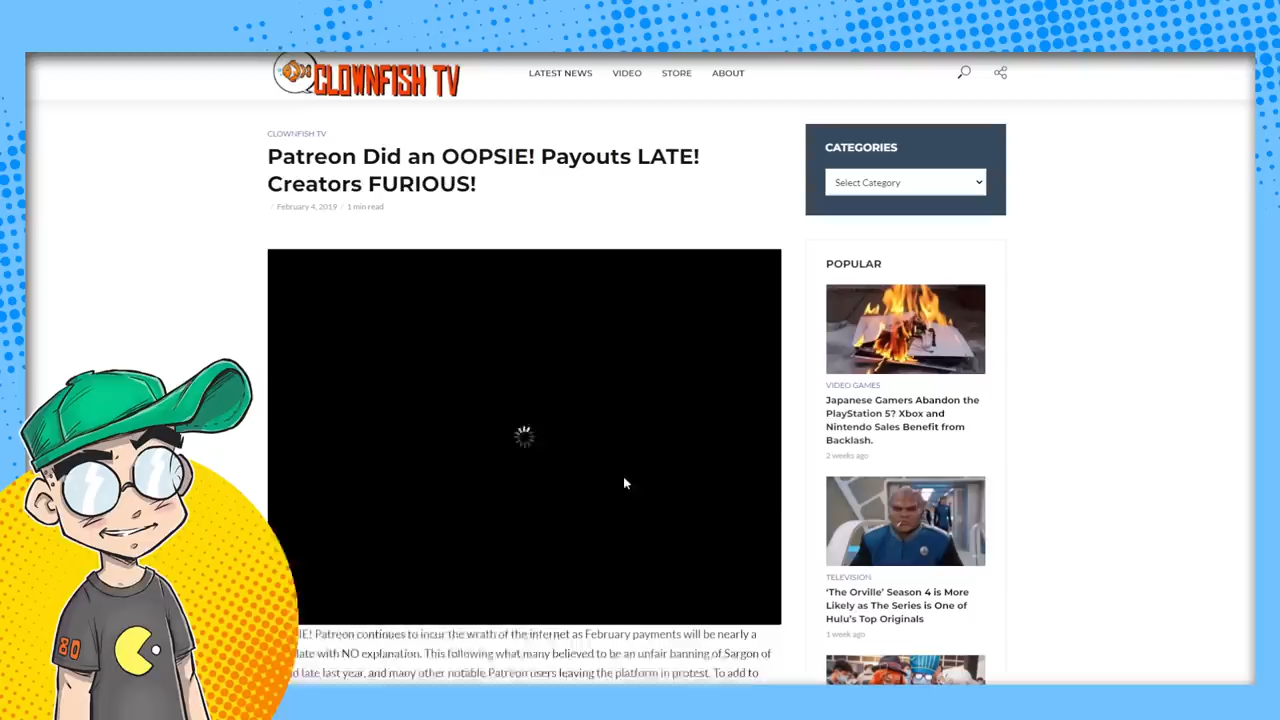 CLOWNFISH TV
LATEST NEWS VIDEO STORE ABOUT
CLOWNFISH TV
Patreon Did an OOPSIE! Payouts LATE!
Creators FURIOUS!
/ February 4, 2019 / 1 min read
IE! Patreon continues to incur the wrath of the internet as February payments will be nearly a
late with NO explanation. This following what many believed to be an unfair banning of Sargon of
d late last year, and many other notable Patreon users leaving the platform in protest. To add to
CATEGORIES
Select Category
POPULAR
VIDEO GAMES
Japanese Gamers Abandon the
PlayStation 5? Xbox and
Nintendo Sales Benefit from
Backlash.
2 weeks ago
TELEVISION
‘The Orville’ Season 4 is More
Likely as The Series is One of
Hulu’s Top Originals
1 week ago
80